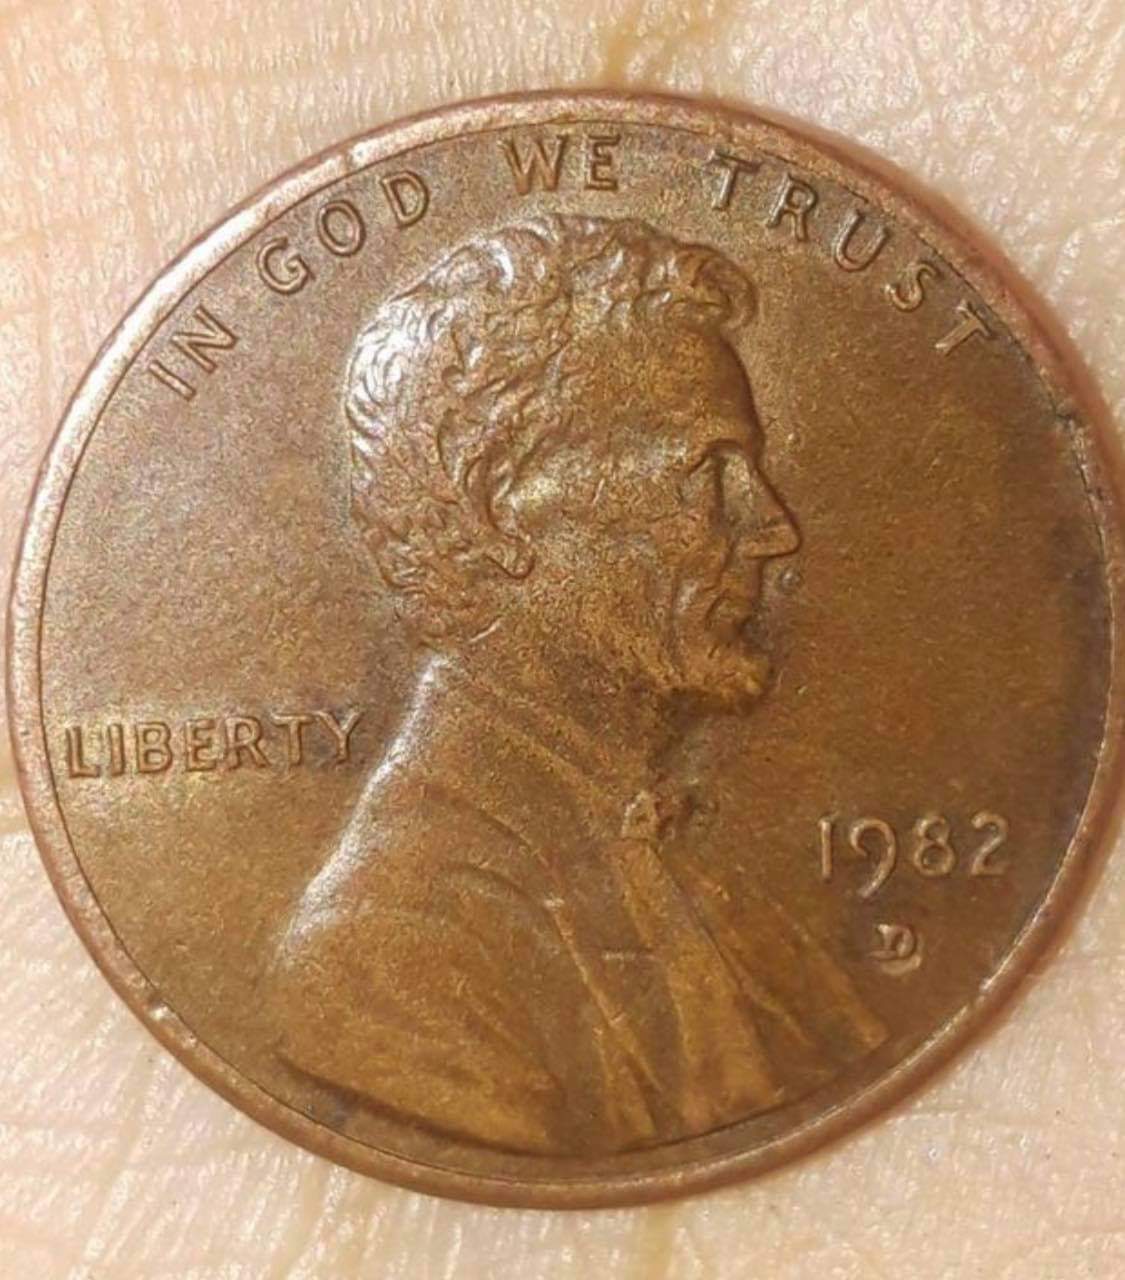 IN GOD WE TRUST
LIBERTY
1982
D